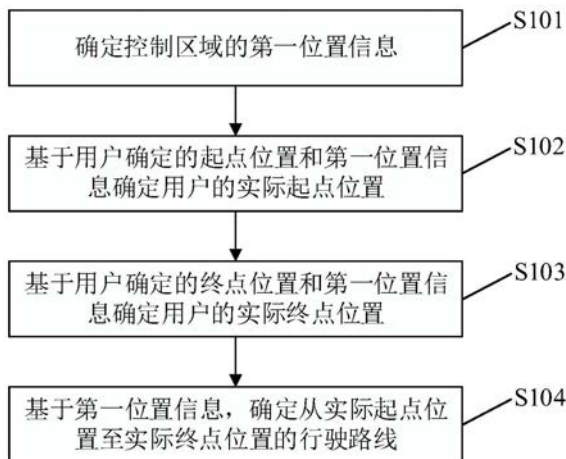 确定控制区域的第一位置信息
S101
基于用户确定的起点位置和第一位置信
息确定用户的实际起点位置
S102
基于用户确定的终点位置和第一位置信
息确定用户的实际终点位置
S103
基于第一位置信息，确定从实际起点位
置至实际终点位置的行驶路线
S104